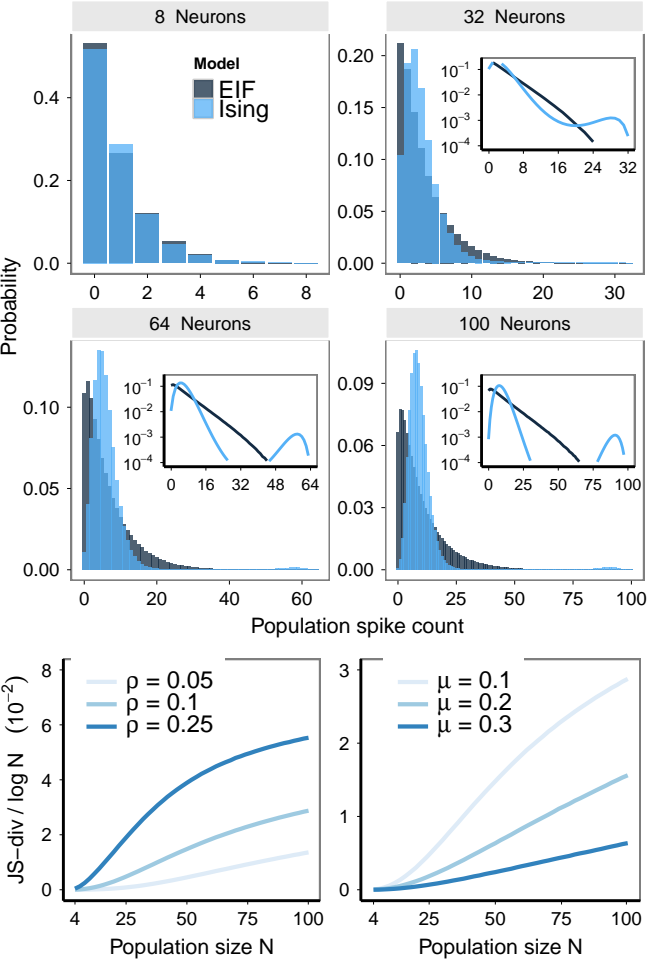 8 Neurons
32 Neurons
Probability
0.4
0.2
0.0
0 2 4 6 8
Model
EIF
Ising
0.20
0.15
0.10
0.05
0.00
0 10 20 30
10⁻¹
10⁻²
10⁻³
10⁻⁴
0 8 16 24 32
64 Neurons
100 Neurons
0.10
0.05
0.00
0 20 40 60
10⁻¹
10⁻²
10⁻³
10⁻⁴
0 16 32 48 64
0.09
0.06
0.03
0.00
0 25 50 75 100
10⁻¹
10⁻²
10⁻³
10⁻⁴
0 25 50 75 100
Population spike count
JS−div / log N (10⁻²)
8
6
4
2
0
ρ = 0.05
ρ = 0.1
ρ = 0.25
4 25 50 75 100
Population size N
3
2
1
0
μ = 0.1
μ = 0.2
μ = 0.3
4 25 50 75 100
Population size N